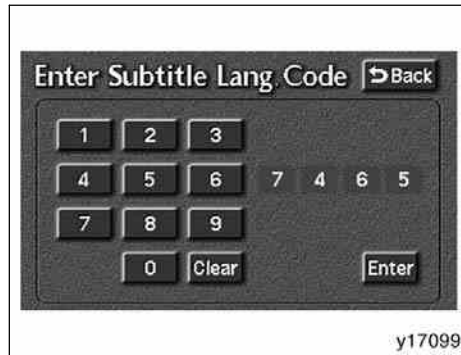 Enter Subtitle Lang. Code Back
1 2 3
4 5 6 7 4 6 5
7 8 9
0 Clear Enter
y17099